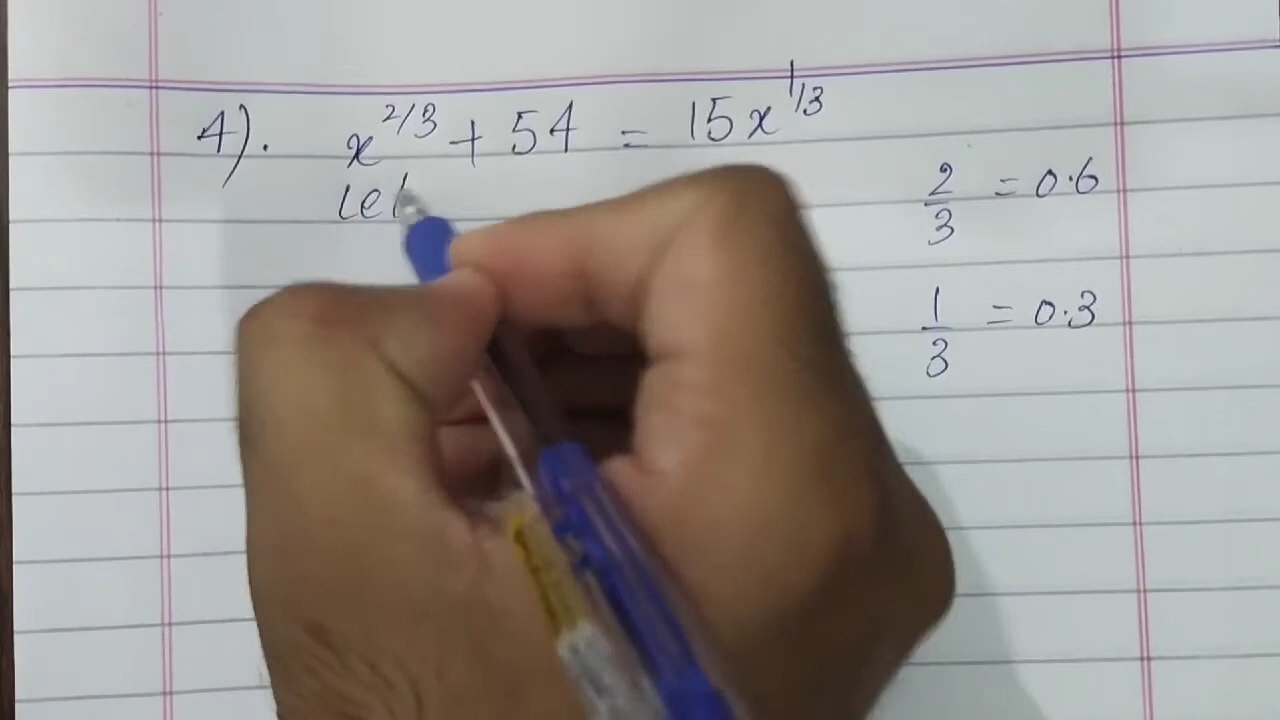 4). x^2/3 + 54 = 15x^1/3
let
2/3 = 0.6
1/3 = 0.3